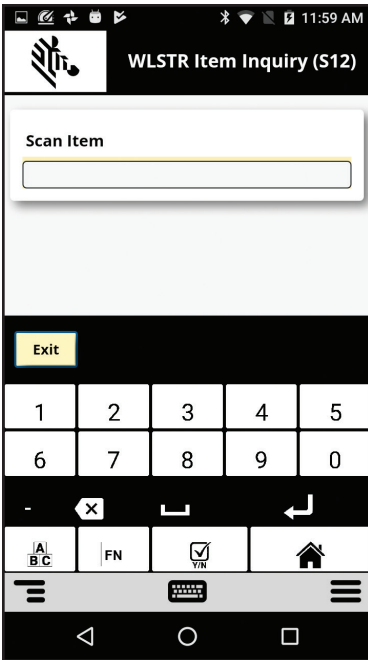 11:59 AM
WLSTR Item Inquiry (S12)
Scan Item
Exit
1 2 3 4 5
6 7 8 9 0
-
A
BC FN Y/N